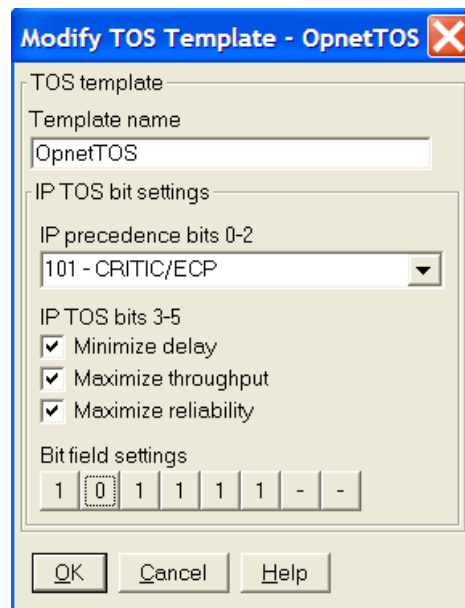 Modify TOS Template - OpnetTOS
TOS template
Template name
OpnetTOS
IP TOS bit settings
IP precedence bits 0-2
101 - CRITIC/ECP
IP TOS bits 3-5
Minimize delay
Maximize throughput
Maximize reliability
Bit field settings
1 0 1 1 1 1 - -
OK Cancel Help